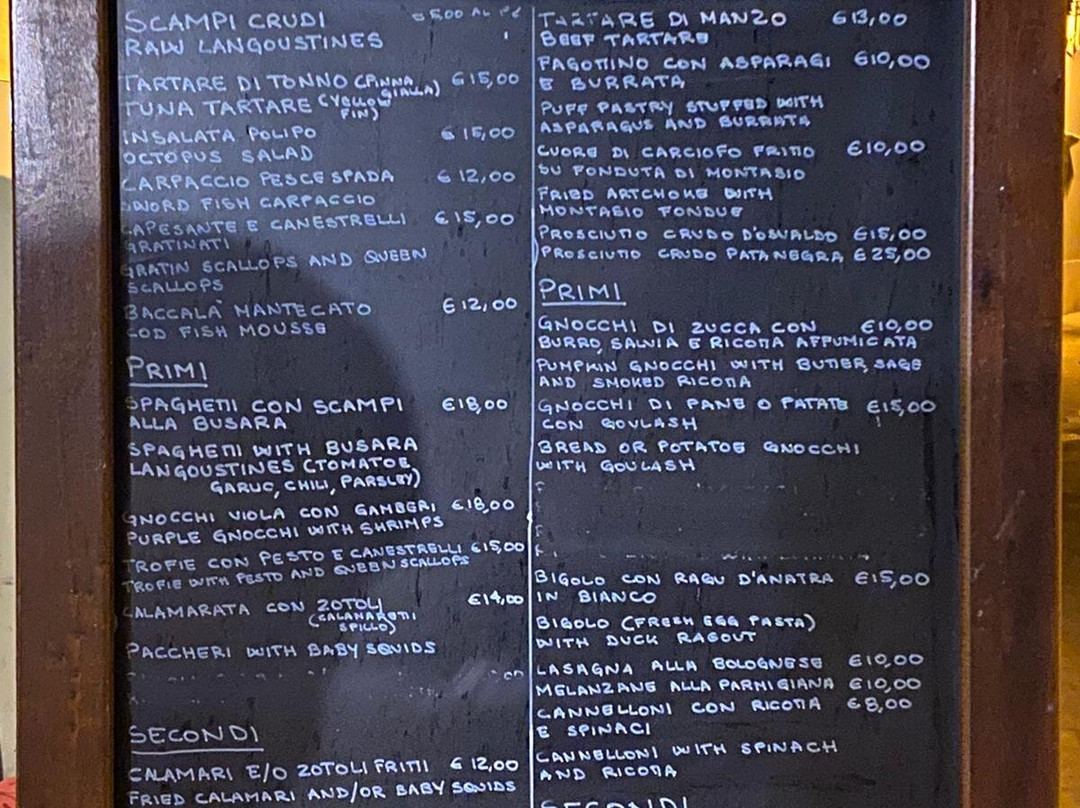 SCAMPI CRUDI
RAW LANGOUSTINES
TARTARE DI TONNO (PINNA GIALLA) €15,00
TUNA TARTARE (YELLOW FIN)
INSALATA POLIPO €15,00
OCTOPUS SALAD
CARPACCIO PESCE SPADA €12,00
SWORD FISH CARPACCIO
CAPESANTE E CANESTRELLI €15,00
GRATINATI
GRATIN SCALLOPS AND QUEEN
SCALLOPS
BACCALÀ MANTECATO €12,00
COD FISH MOUSSE
PRIMI
SPAGHETTI CON SCAMPI €18,00
ALLA BUSARA
SPAGHETTI WITH BUSARA
LANGOUSTINES (TOMATOE,
GARLIC, CHILI, PARSLEY)
GNOCCHI VIOLA CON GAMBERI €18,00
PURPLE GNOCCHI WITH SHRIMPS
TROFIE CON PESTO E CANESTRELLI €15,00
TROFIE WITH PESTO AND QUEEN SCALLOPS
CALAMARATA CON ZOTOLI €14,00
(CALAMARETTI
SPILLO)
PACCHERI WITH BABY SQUIDS
SECONDI
CALAMARI E/O ZOTOLI FRITTI €12,00
FRIED CALAMARI AND/OR BABY SQUIDS
TARTARE DI MANZO €13,00
BEEF TARTARE
FAGOTTINO CON ASPARAGI €10,00
E BURRATA
PUFF PASTRY STUFFED WITH
ASPARAGUS AND BURRATA
CUORE DI CARCIOFO FRITTO €10,00
SU FONDUTA DI MONTASIO
FRIED ARTCHOKE WITH
MONTASIO FONDUE
PROSCIUTTO CRUDO D'OSVALDO €15,00
PROSCIUTTO CRUDO PATA NEGRA €25,00
PRIMI
GNOCCHI DI ZUCCA CON €10,00
BURRO, SALVIA E RICOTTA AFFUMICATA
PUMPKIN GNOCCHI WITH BUTTER, SAGE
AND SMOKED RICOTTA
GNOCCHI DI PANE O PATATE €15,00
CON GOULASH
BREAD OR POTATOE GNOCCHI
WITH GOULASH
BIGOLO CON RAGU D'ANATRA €15,00
IN BIANCO
BIGOLO (FRESH EGG PASTA)
WITH DUCK RAGOUT
LASAGNA ALLA BOLOGNESE €10,00
MELANZANE ALLA PARMIGIANA €10,00
CANNELLONI CON RICOTTA €8,00
E SPINACI
CANNELLONI WITH SPINACH
AND RICOTTA
SECONDI